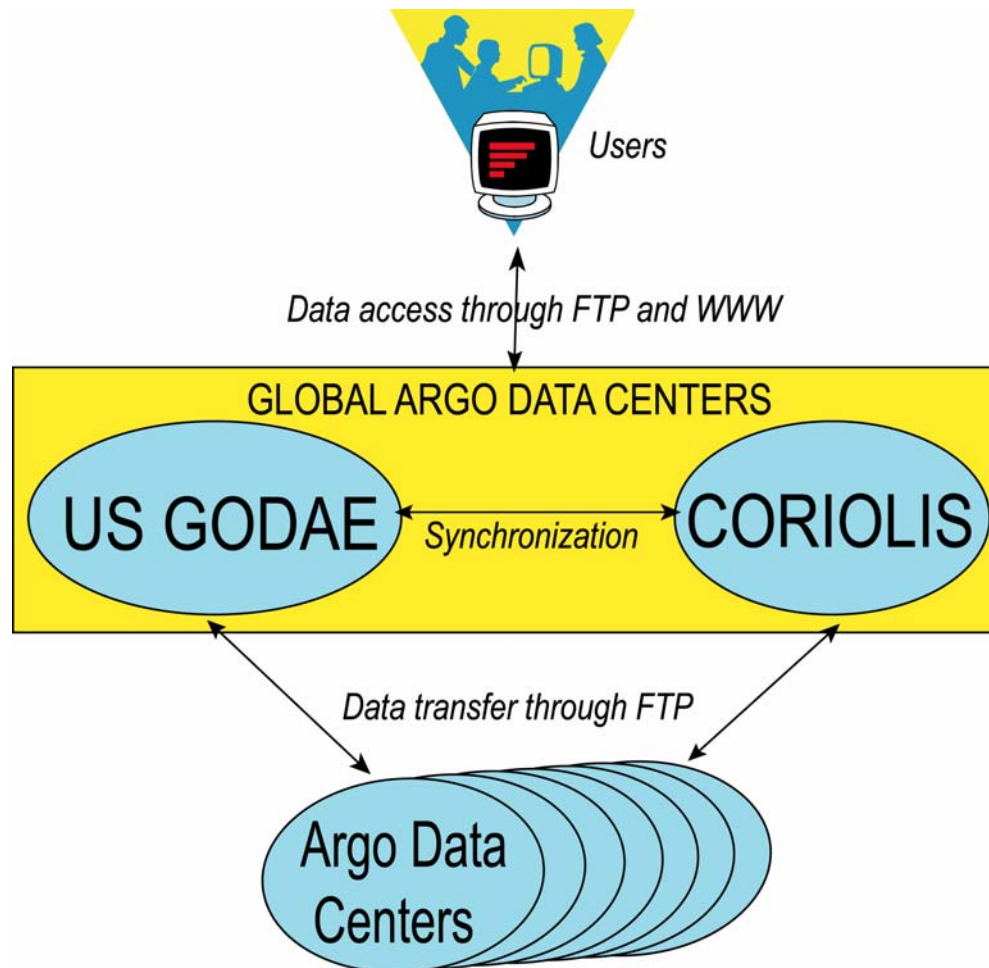 Users
Data access through FTP and WWW
GLOBAL ARGO DATA CENTERS
US GODAE
Synchronization
CORIOLIS
Data transfer through FTP
Argo Data
Centers